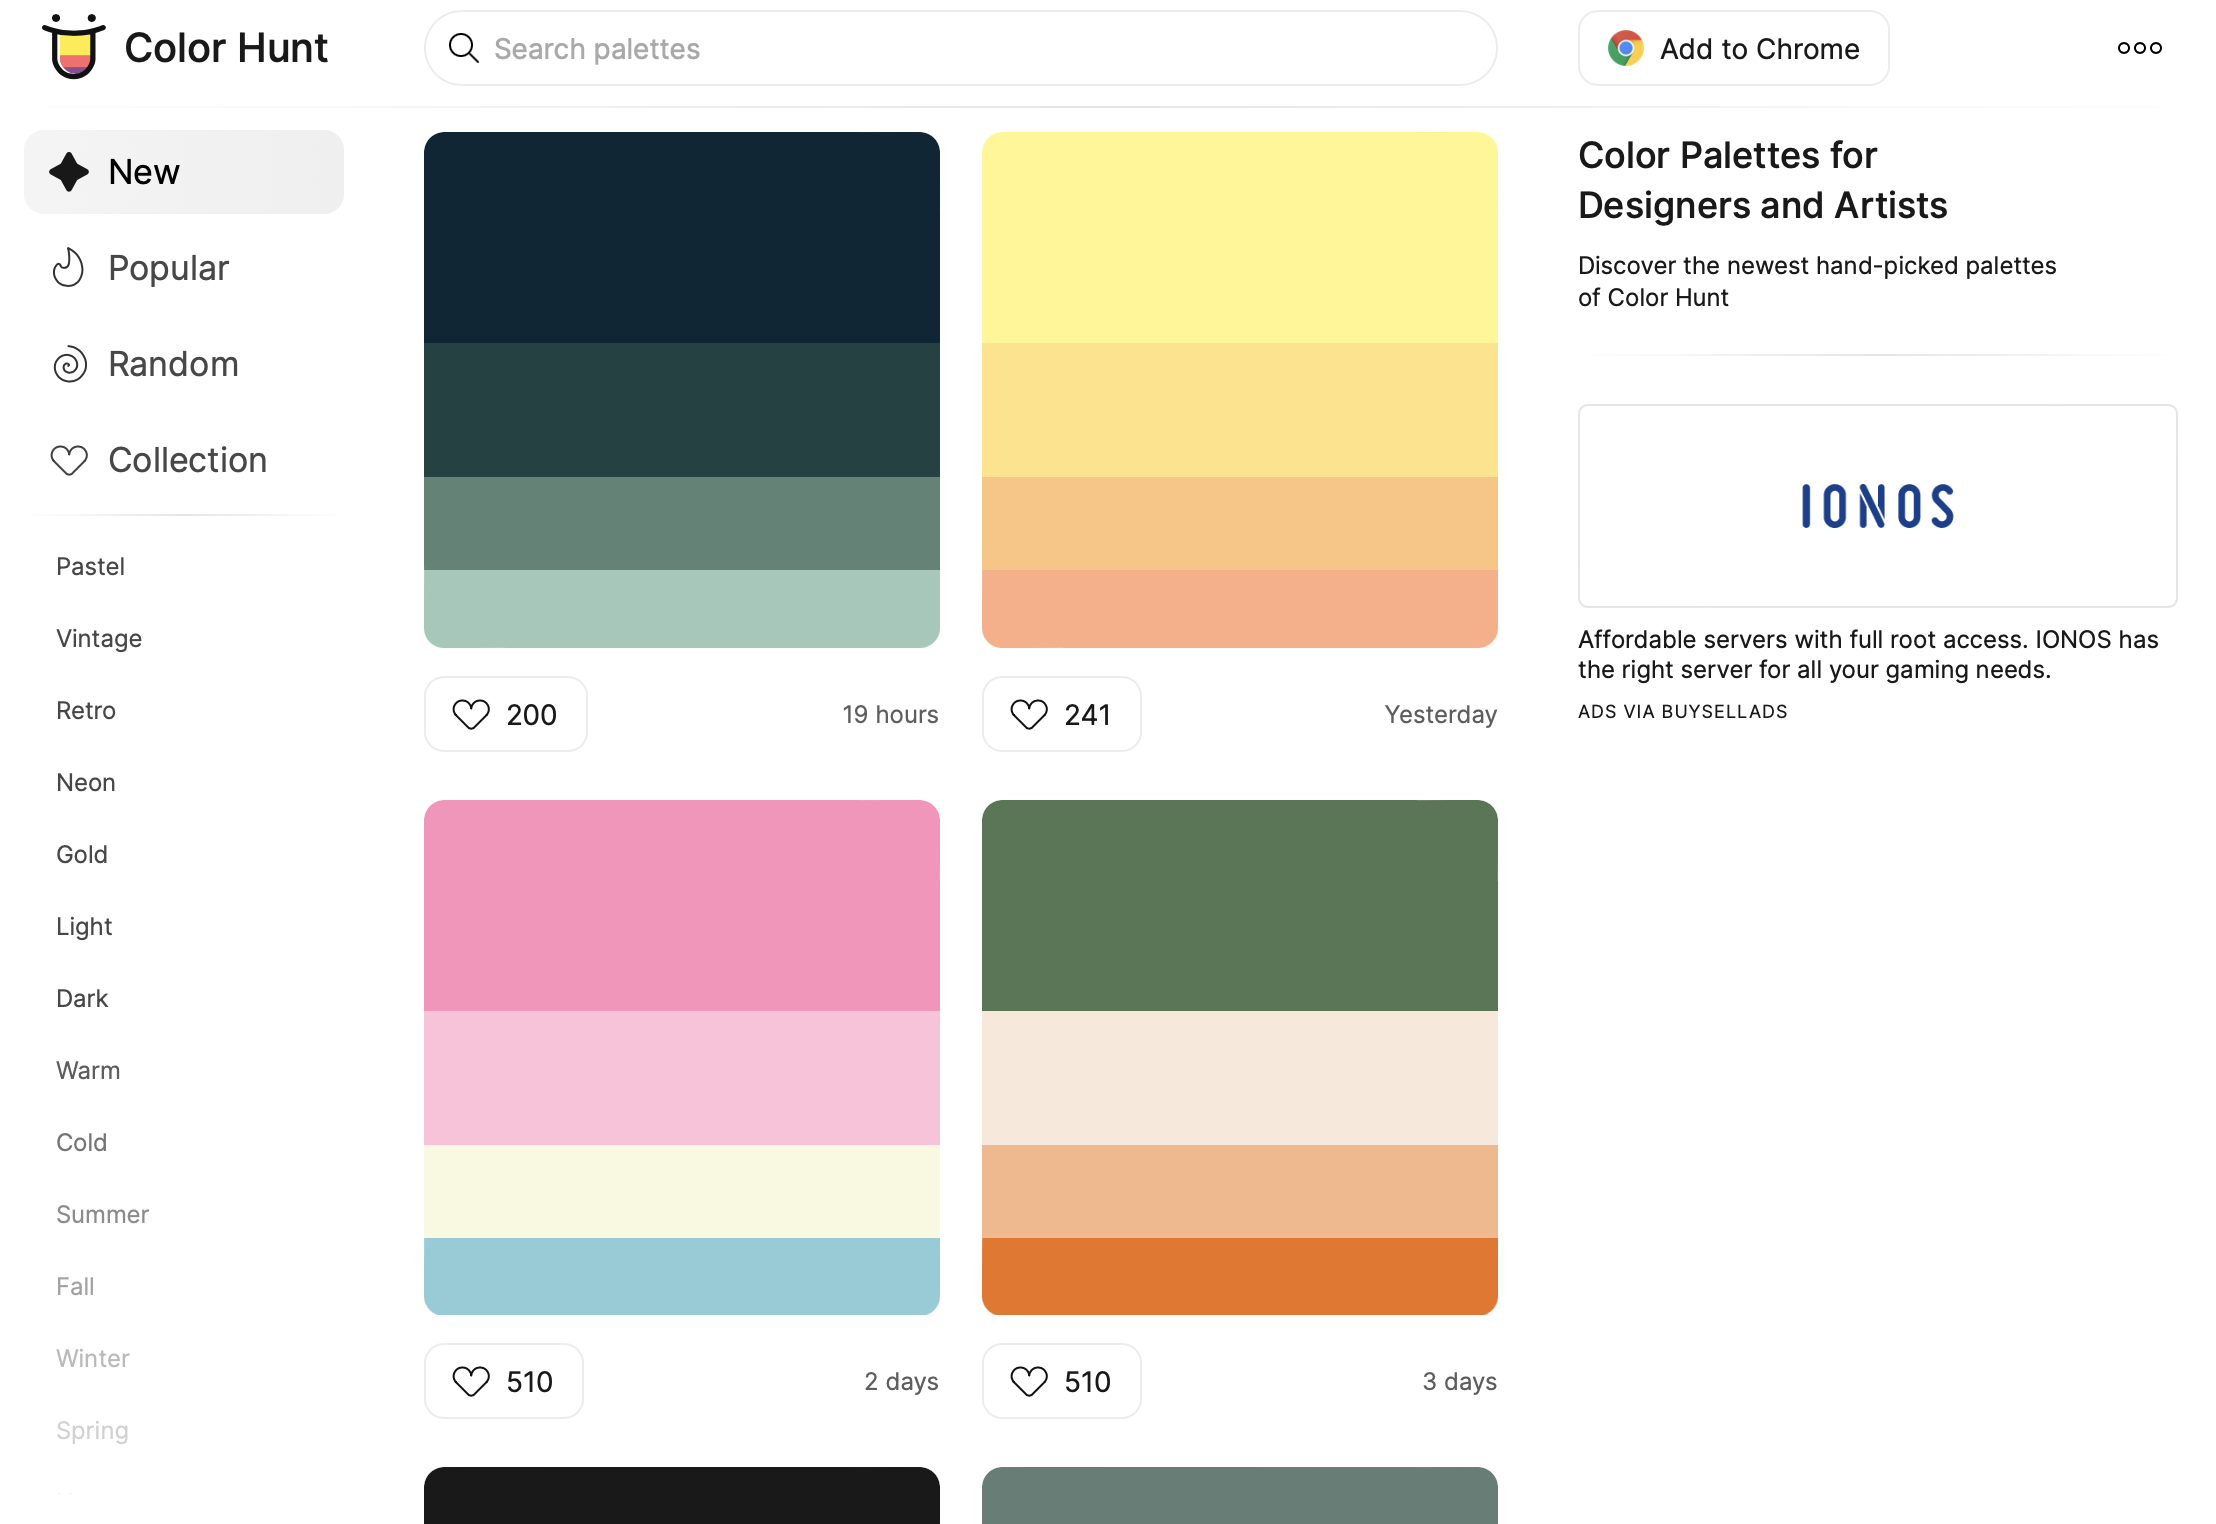 Color Hunt
Search palettes
Add to Chrome
New
Popular
Random
Collection
Pastel
Vintage
Retro
Neon
Gold
Light
Dark
Warm
Cold
Summer
Fall
Winter
Spring
200
19 hours
241
Yesterday
510
2 days
510
3 days
Color Palettes for
Designers and Artists
Discover the newest hand-picked palettes
of Color Hunt
IONOS
Affordable servers with full root access. IONOS has
the right server for all your gaming needs.
ADS VIA BUYSELLADS